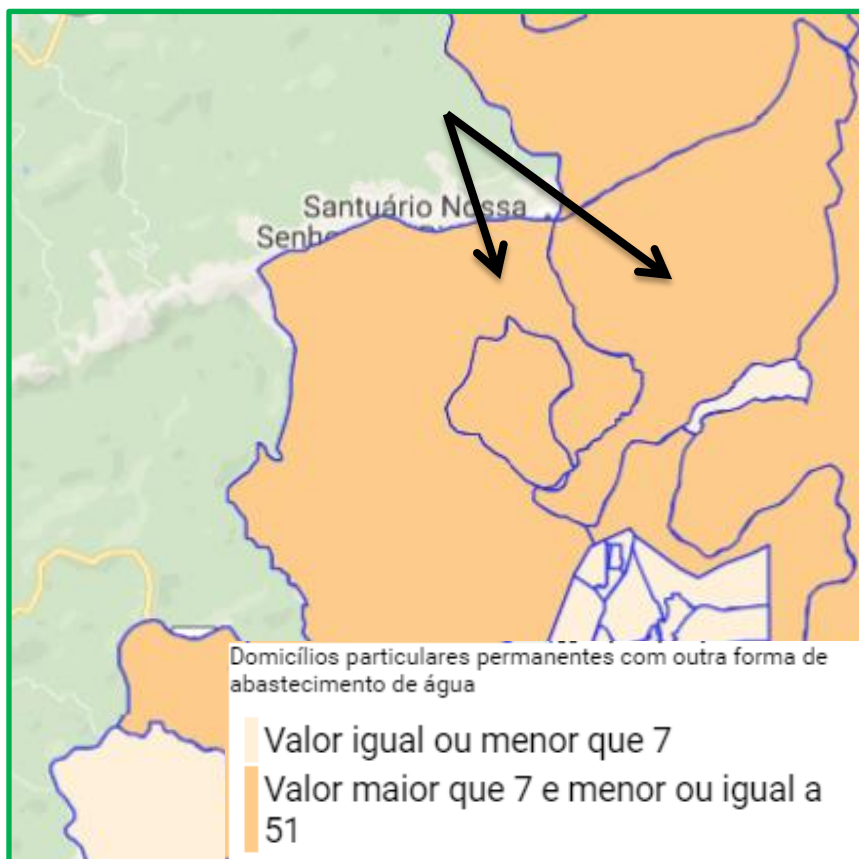 Santuário Nossa
Senho
Domicílios particulares permanentes com outra forma de
abastecimento de água
Valor igual ou menor que 7
Valor maior que 7 e menor ou igual a
51